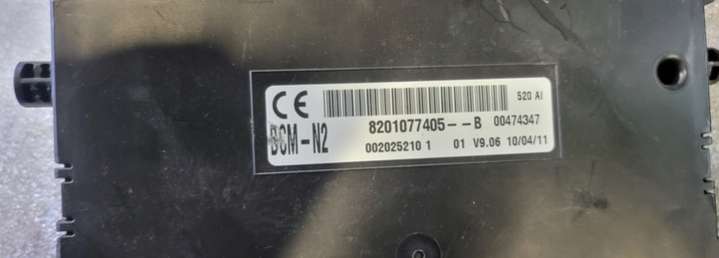 CE
520 AI
BCM-N2
8201077405--B 00474347
002025210 1 01 V9.06 10/04/11